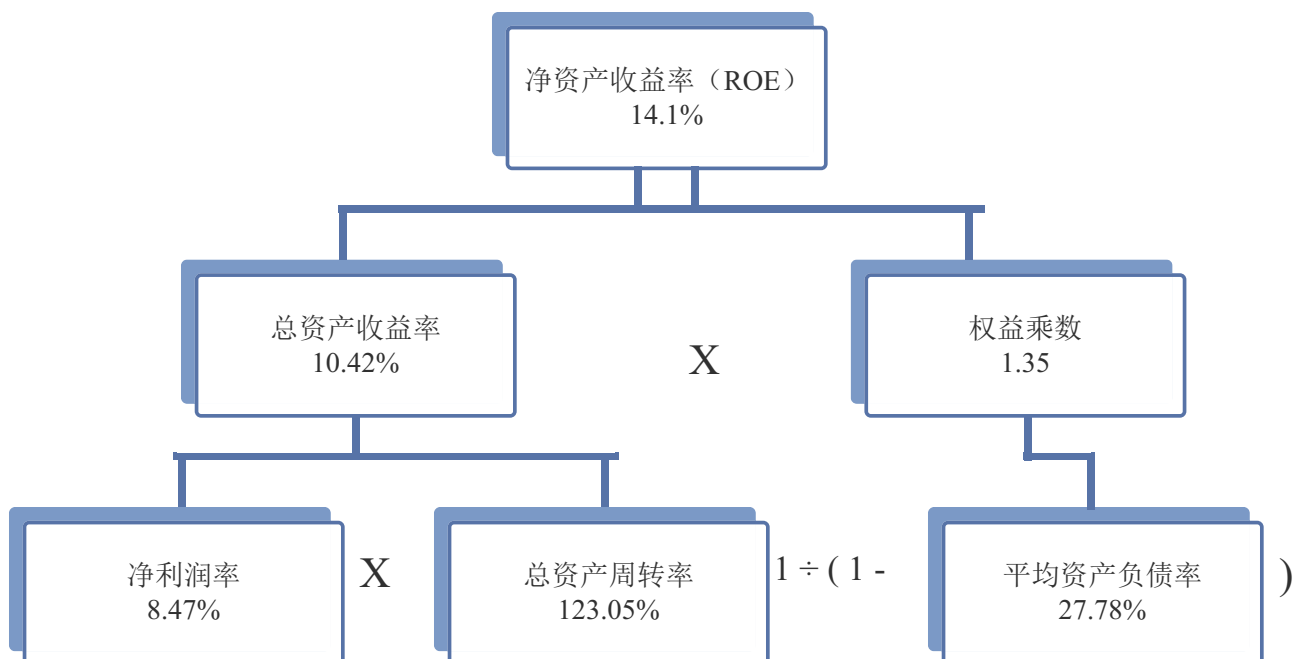 净资产收益率（ROE）
14.1%
总资产收益率
10.42%
X
权益乘数
1.35
净利润率
8.47%
X
总资产周转率
123.05%
1 ÷ ( 1 -
平均资产负债率
27.78%
)